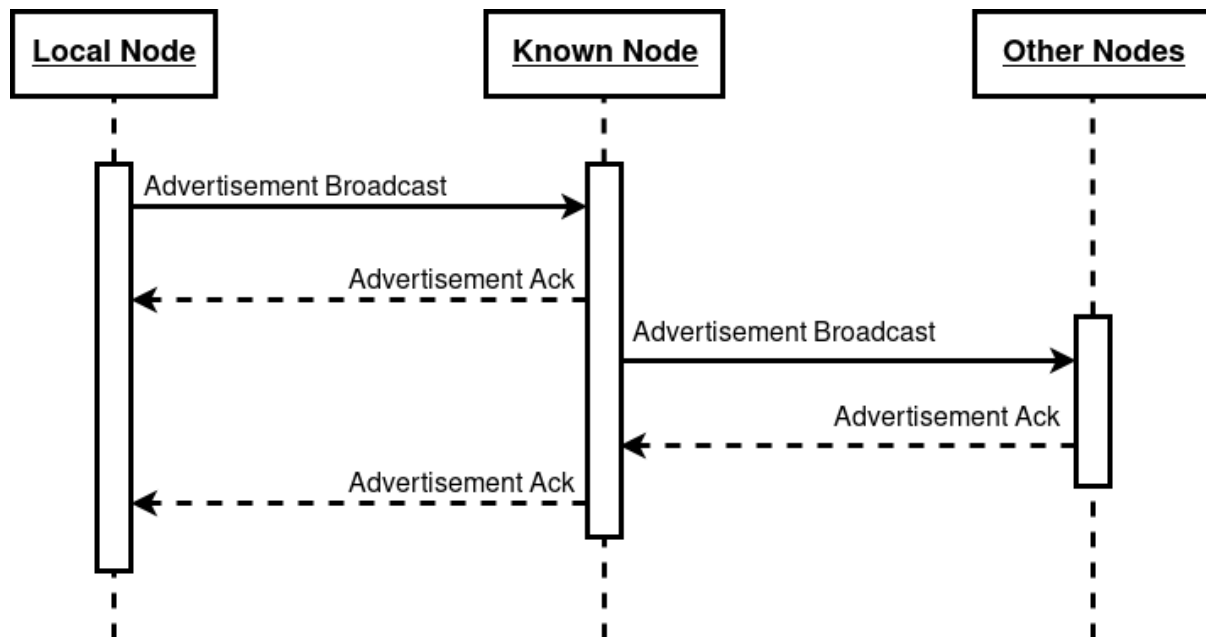 Local Node
Known Node
Other Nodes
Advertisement Broadcast
Advertisement Ack
Advertisement Broadcast
Advertisement Ack
Advertisement Ack